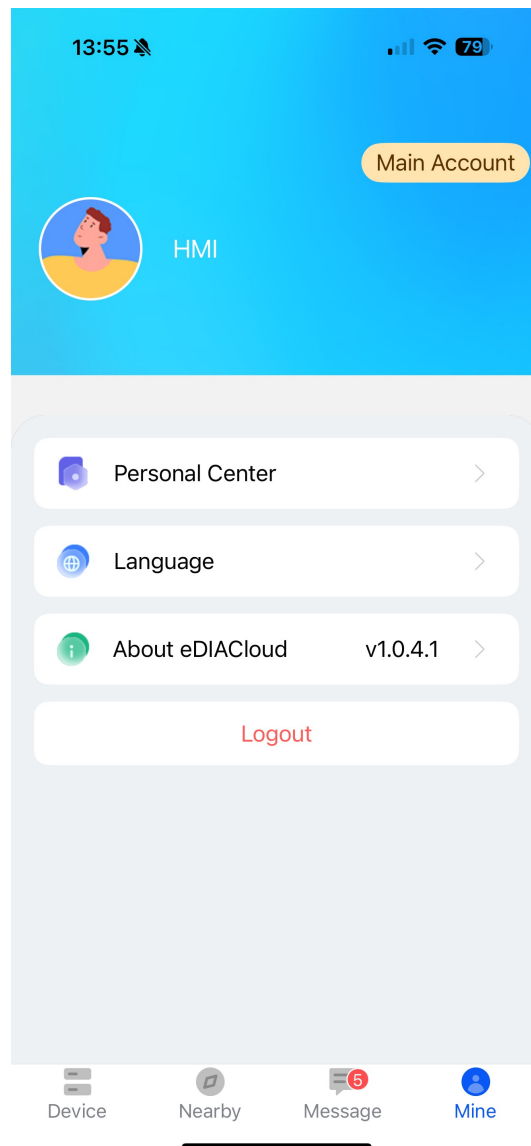 13:55
79
Main Account
HMI
Personal Center
Language
About eDIACloud v1.0.4.1
Logout
5
Device Nearby Message Mine